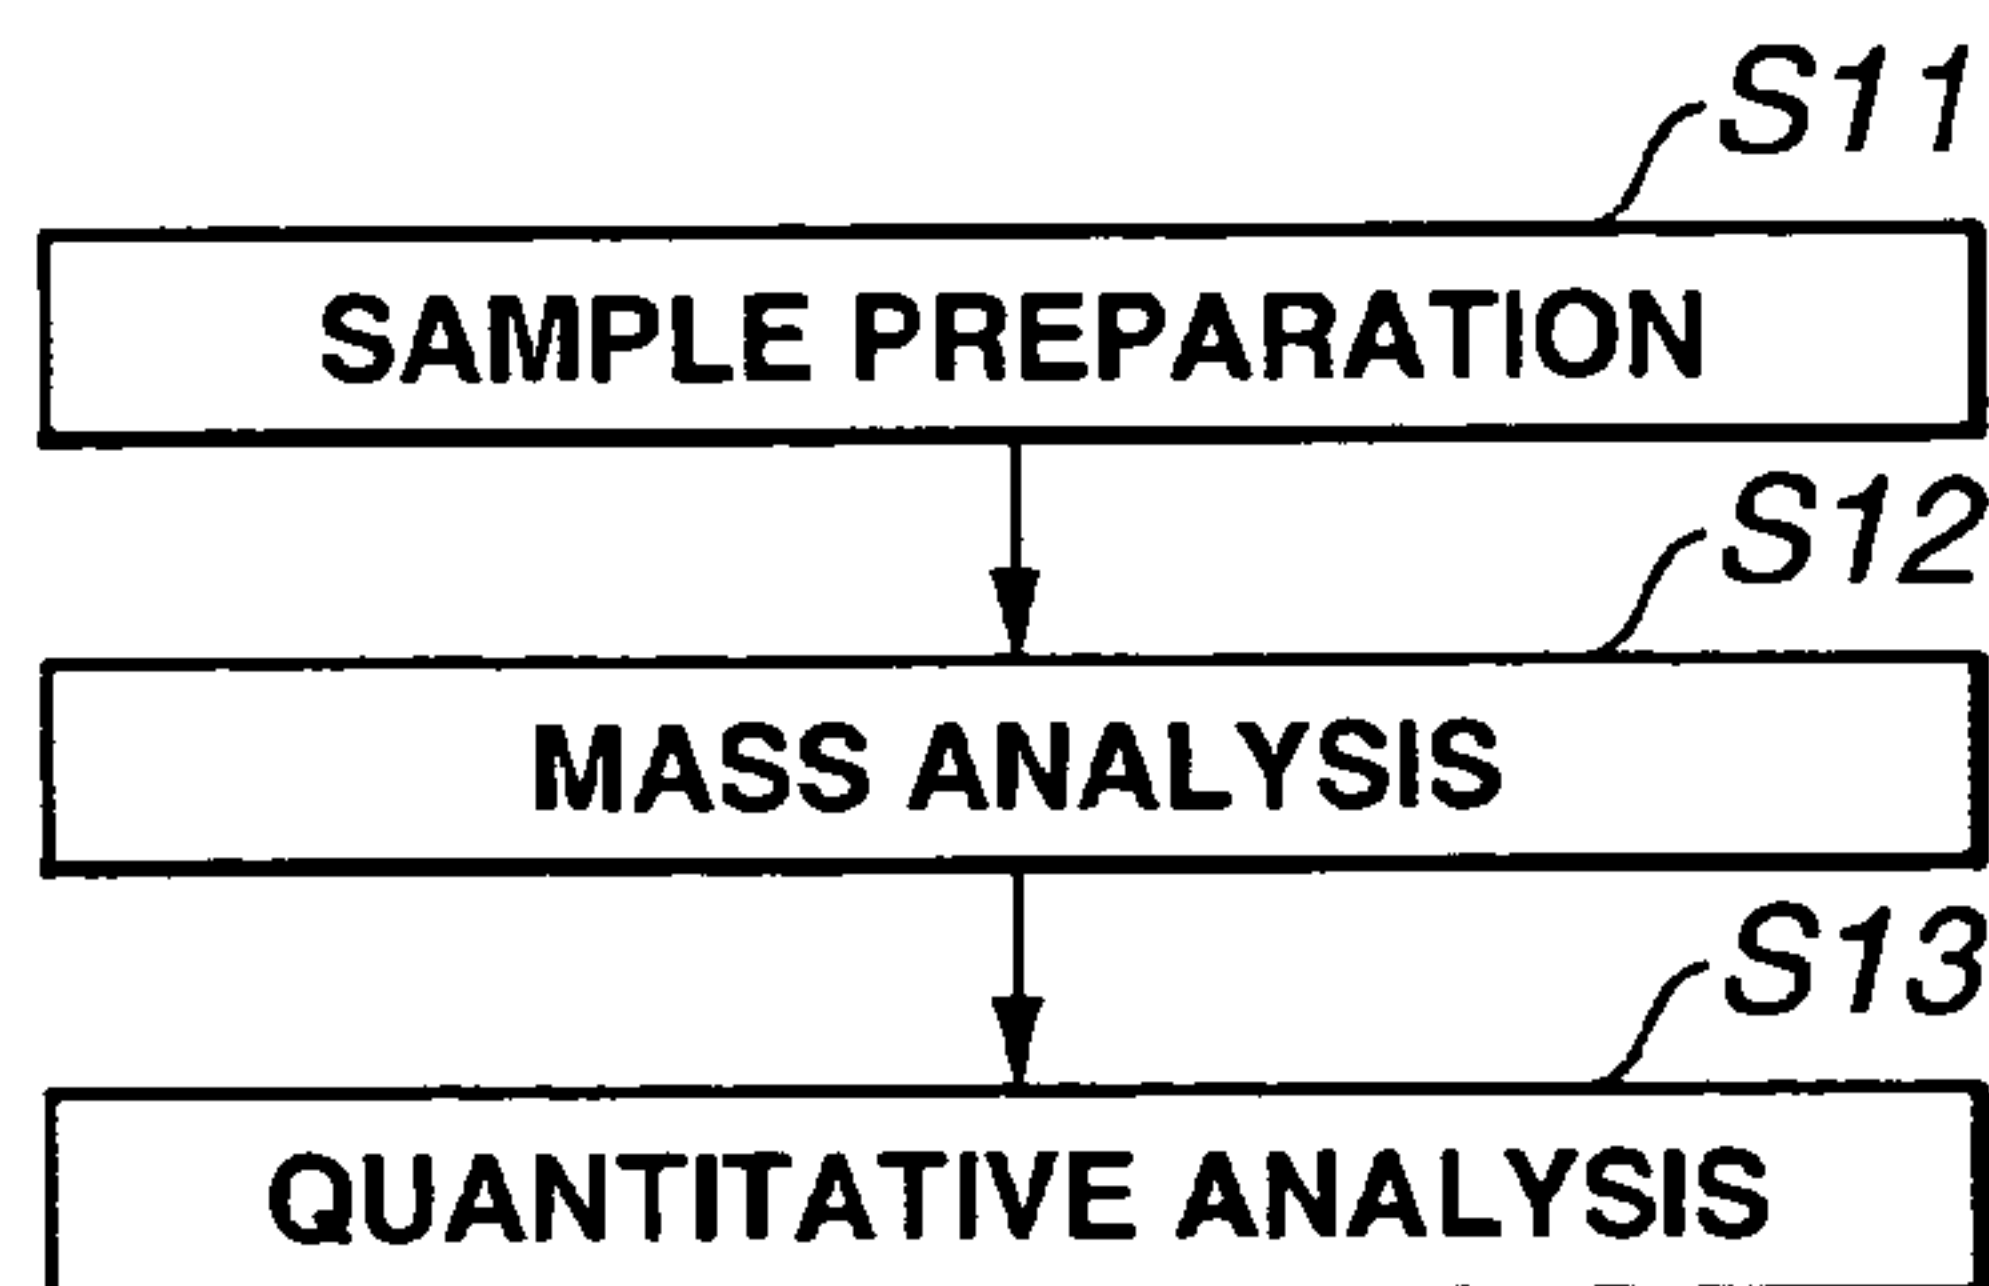 S11
SAMPLE PREPARATION
S12
MASS ANALYSIS
S13
QUANTITATIVE ANALYSIS